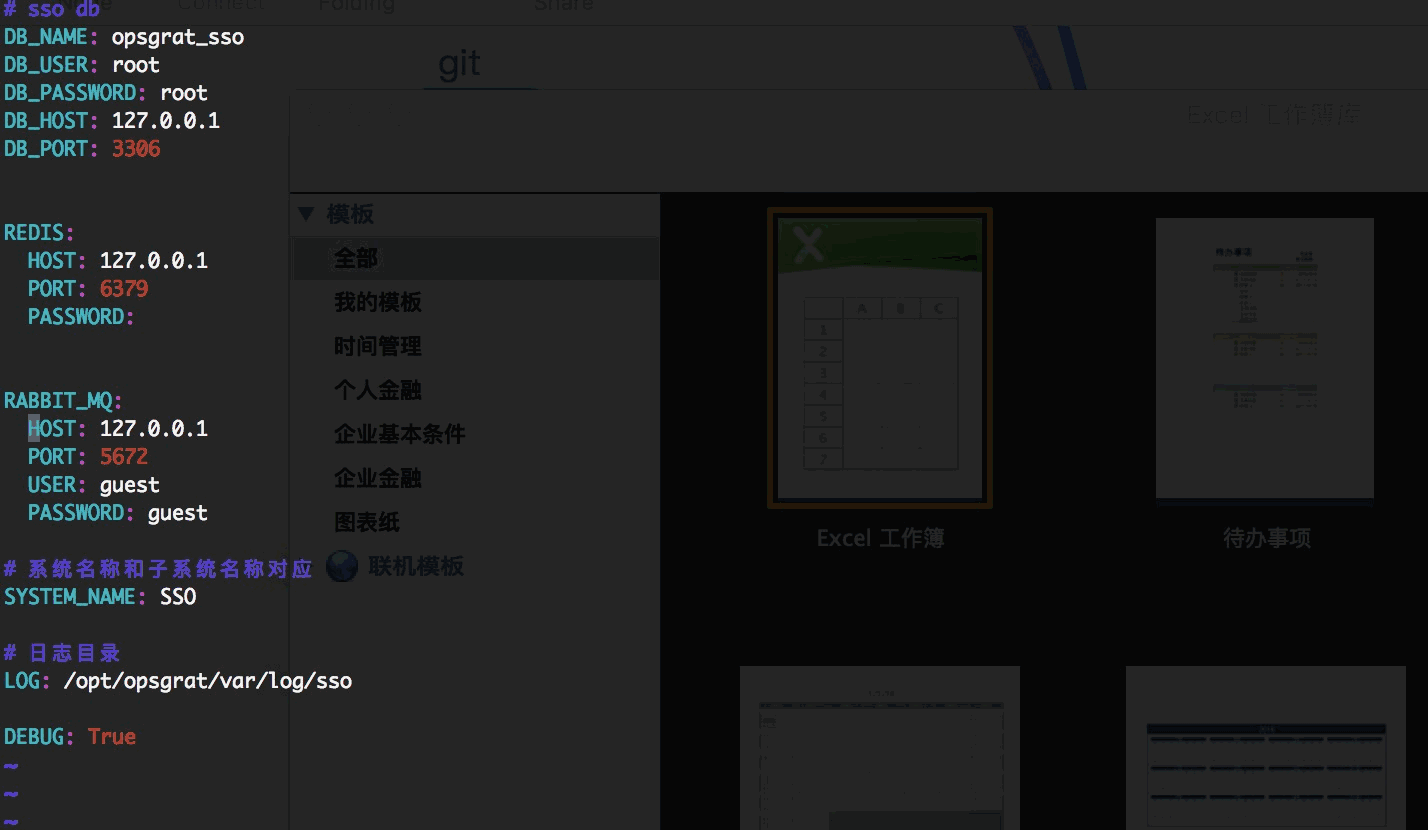 # sso db
DB_NAME: opsgrat_sso
DB_USER: root
DB_PASSWORD: root
DB_HOST: 127.0.0.1
DB_PORT: 3306
REDIS:
HOST: 127.0.0.1
PORT: 6379
PASSWORD:
RABBIT_MQ:
HOST: 127.0.0.1
PORT: 5672
USER: guest
PASSWORD: guest
# 系统名称和子系统名称对应
SYSTEM_NAME: SSO
# 日志目录
LOG: /opt/opsgrat/var/log/sso
DEBUG: True
~
~
~
Connect
Folding
Share
git
Excel 工作簿库
模板
全部
我的模板
时间管理
个人金融
企业基本条件
企业金融
图表纸
联机模板
A B C
1
2
3
4
5
6
7
Excel 工作簿
待办事项
待办事项